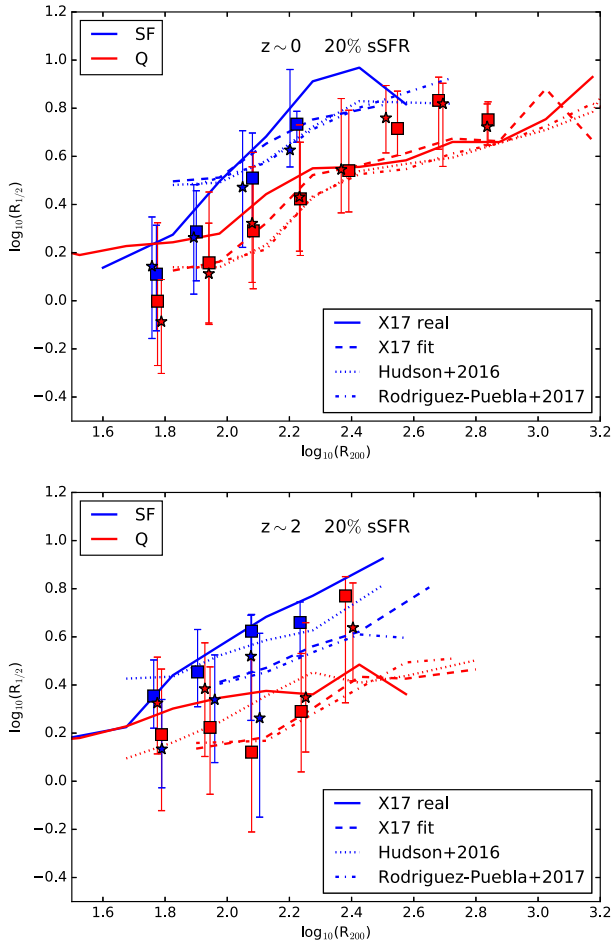 1.2
SF
Q
z ~ 0 20% sSFR
1.0
0.8
0.6
0.4
0.2
0.0
−0.2
−0.4
log₁₀(R₁/₂)
X17 real
X17 fit
Hudson+2016
Rodriguez-Puebla+2017
1.6 1.8 2.0 2.2 2.4 2.6 2.8 3.0 3.2
log₁₀(R₂₀₀)
1.2
SF
Q
z ~ 2 20% sSFR
1.0
0.8
0.6
0.4
0.2
0.0
−0.2
−0.4
log₁₀(R₁/₂)
X17 real
X17 fit
Hudson+2016
Rodriguez-Puebla+2017
1.6 1.8 2.0 2.2 2.4 2.6 2.8 3.0 3.2
log₁₀(R₂₀₀)